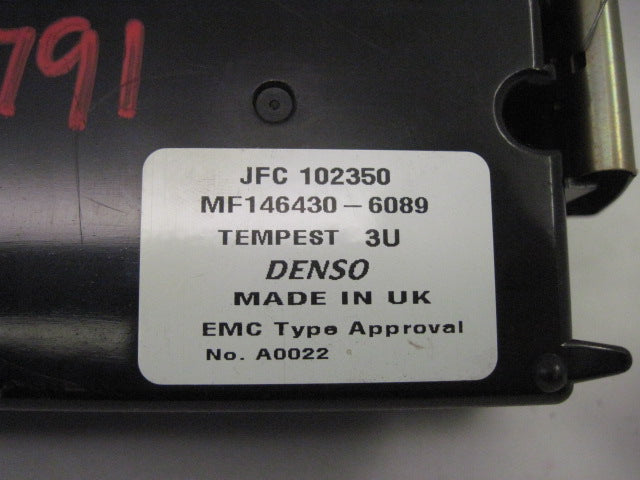 791
JFC 102350
MF146430-6089
TEMPEST 3U
DENSO
MADE IN UK
EMC Type Approval
No. A0022